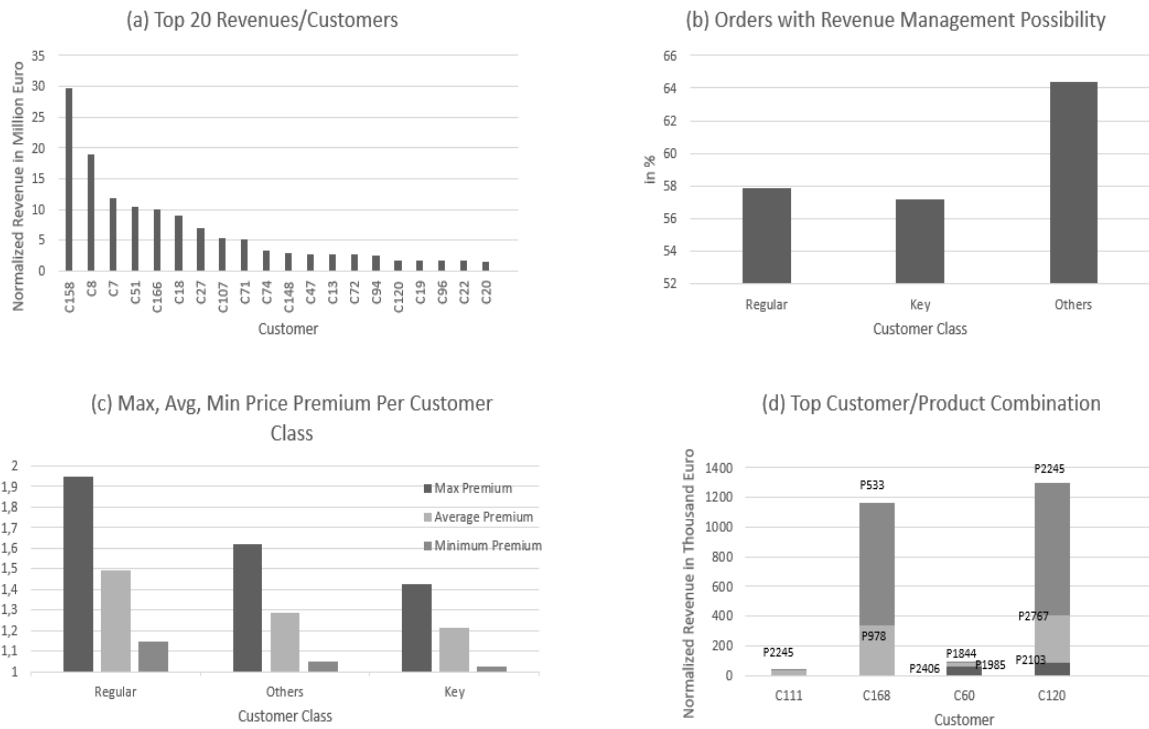 (a) Top 20 Revenues/Customers
Normalized Revenue in Million Euro
35
30
25
20
15
10
5
0
C158 C8 C7 C51 C166 C18 C27 C107 C71 C74 C148 C47 C13 C72 C94 C120 C19 C96 C22 C20
Customer
(b) Orders with Revenue Management Possibility
in %
66
64
62
60
58
56
54
52
Regular Key Others
Customer Class
(c) Max, Avg, Min Price Premium Per Customer
Class
2
1,9
1,8
1,7
1,6
1,5
1,4
1,3
1,2
1,1
1
Max Premium
Average Premium
Minimum Premium
Regular Others Key
Customer Class
(d) Top Customer/Product Combination
Normalized Revenue in Thousand Euro
1400
1200
1000
800
600
400
200
0
P2245
P533
P978
P2406
P1844
P1985
P2245
P2767
P2103
C111 C168 C60 C120
Customer